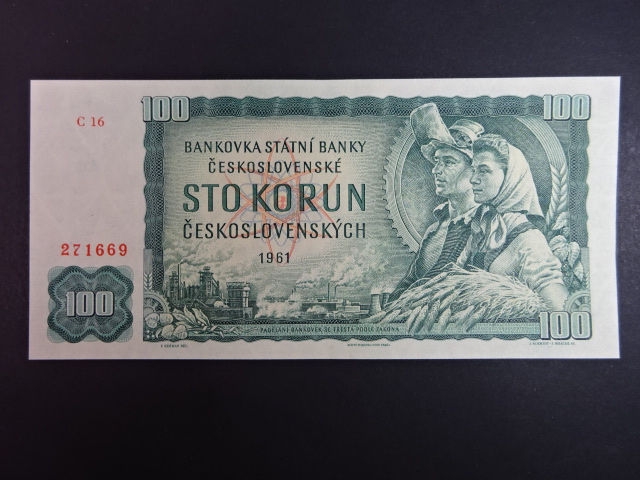 100
100
C 16
BANKOVKA STÁTNÍ BANKY
ČESKOSLOVENSKÉ
STO KORUN
ČESKOSLOVENSKÝCH
1961
271669
100
100
PADĚLÁNÍ BANKOVEK SE TRESTÁ PODLE ZÁKONA